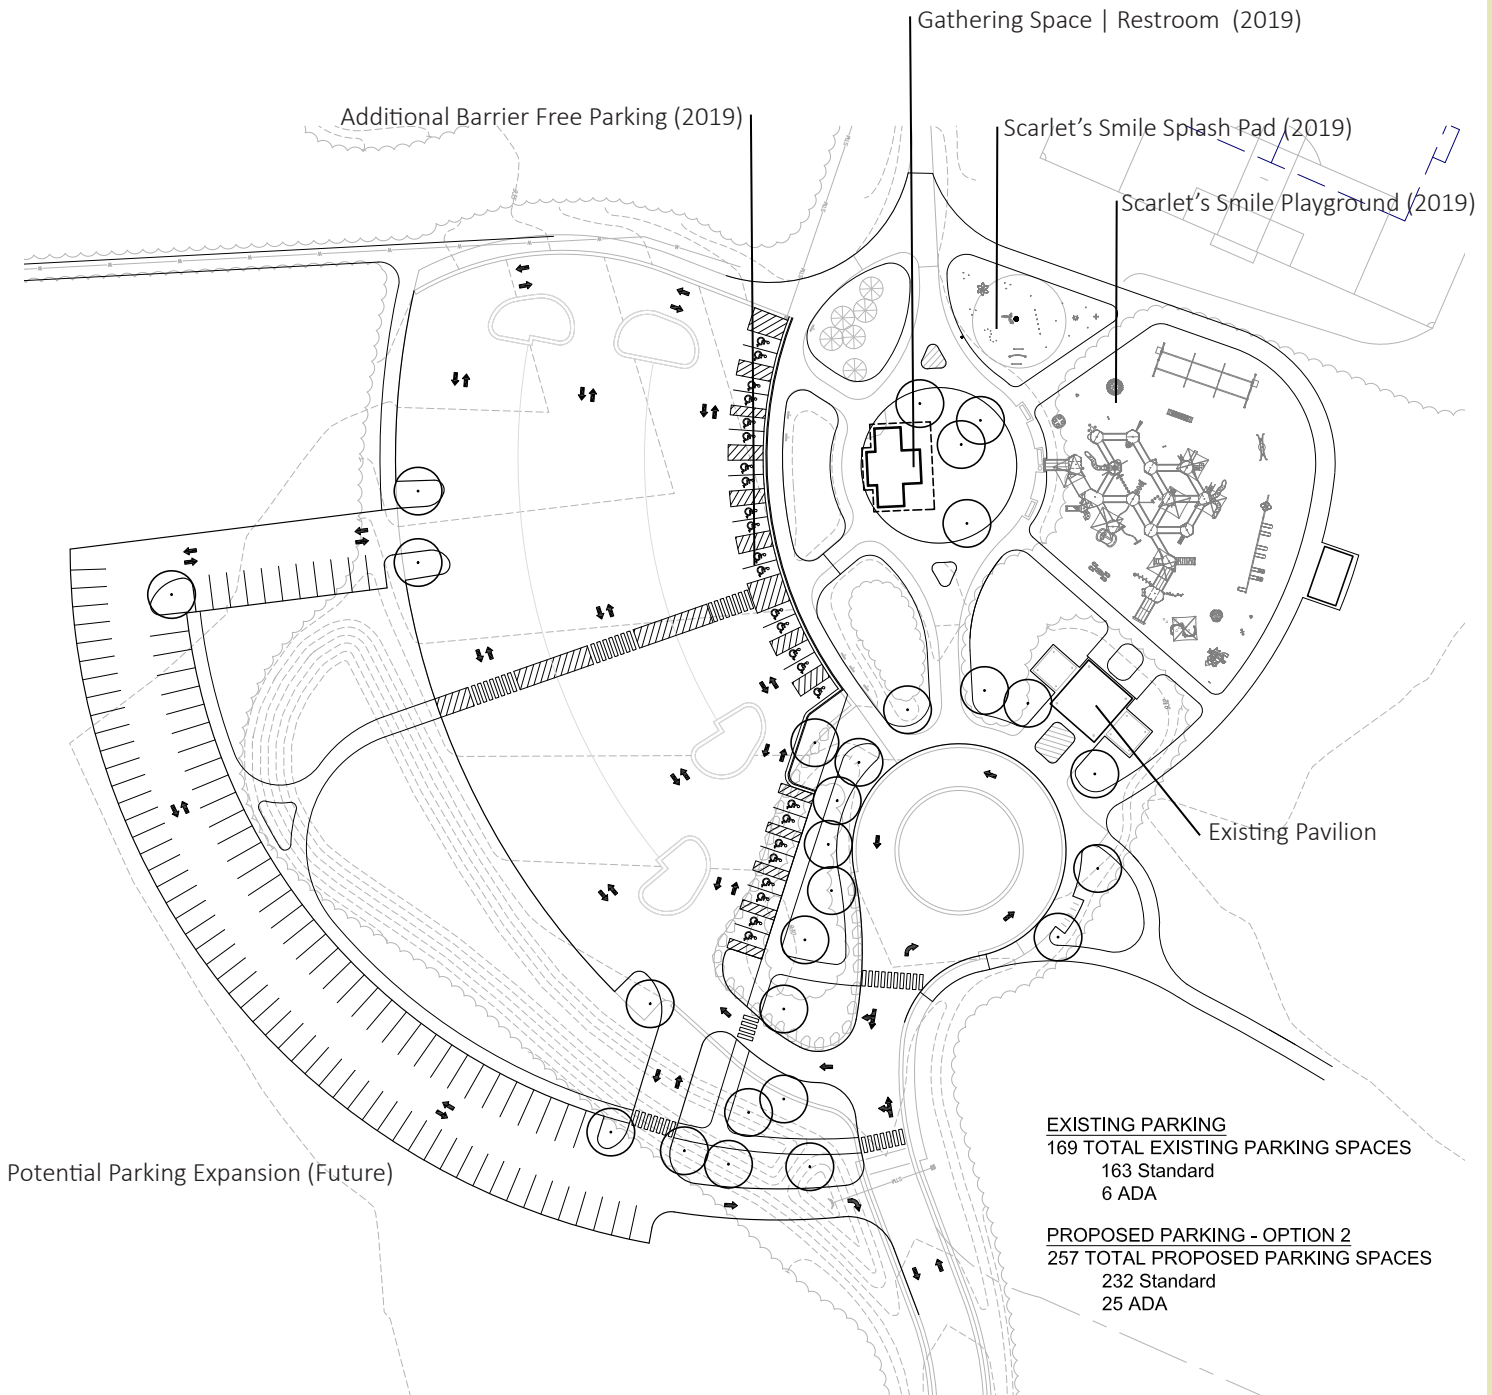 Gathering Space | Restroom (2019)
Additional Barrier Free Parking (2019)
Scarlet’s Smile Splash Pad (2019)
Scarlet’s Smile Playground (2019)
Existing Pavilion
Potential Parking Expansion (Future)
EXISTING PARKING
169 TOTAL EXISTING PARKING SPACES
163 Standard
6 ADA
PROPOSED PARKING - OPTION 2
257 TOTAL PROPOSED PARKING SPACES
232 Standard
25 ADA